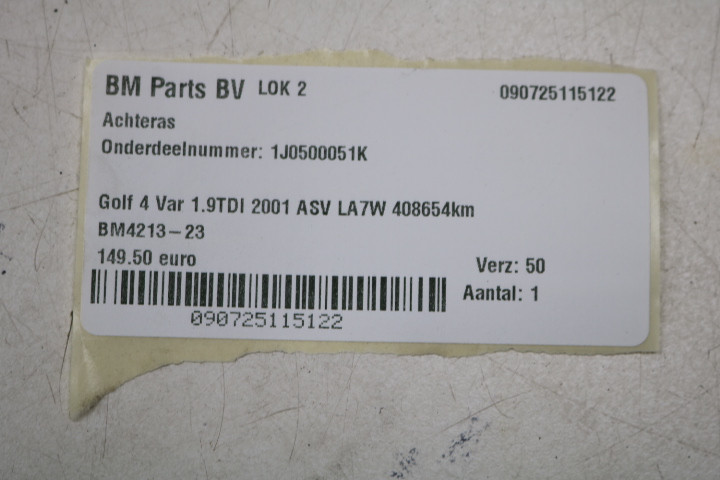 BM Parts BV LOK 2 090725115122
Achteras
Onderdeelnummer: 1J0500051K
Golf 4 Var 1.9TDI 2001 ASV LA7W 408654km
BM4213-23
149.50 euro
Verz: 50
Aantal: 1
090725115122